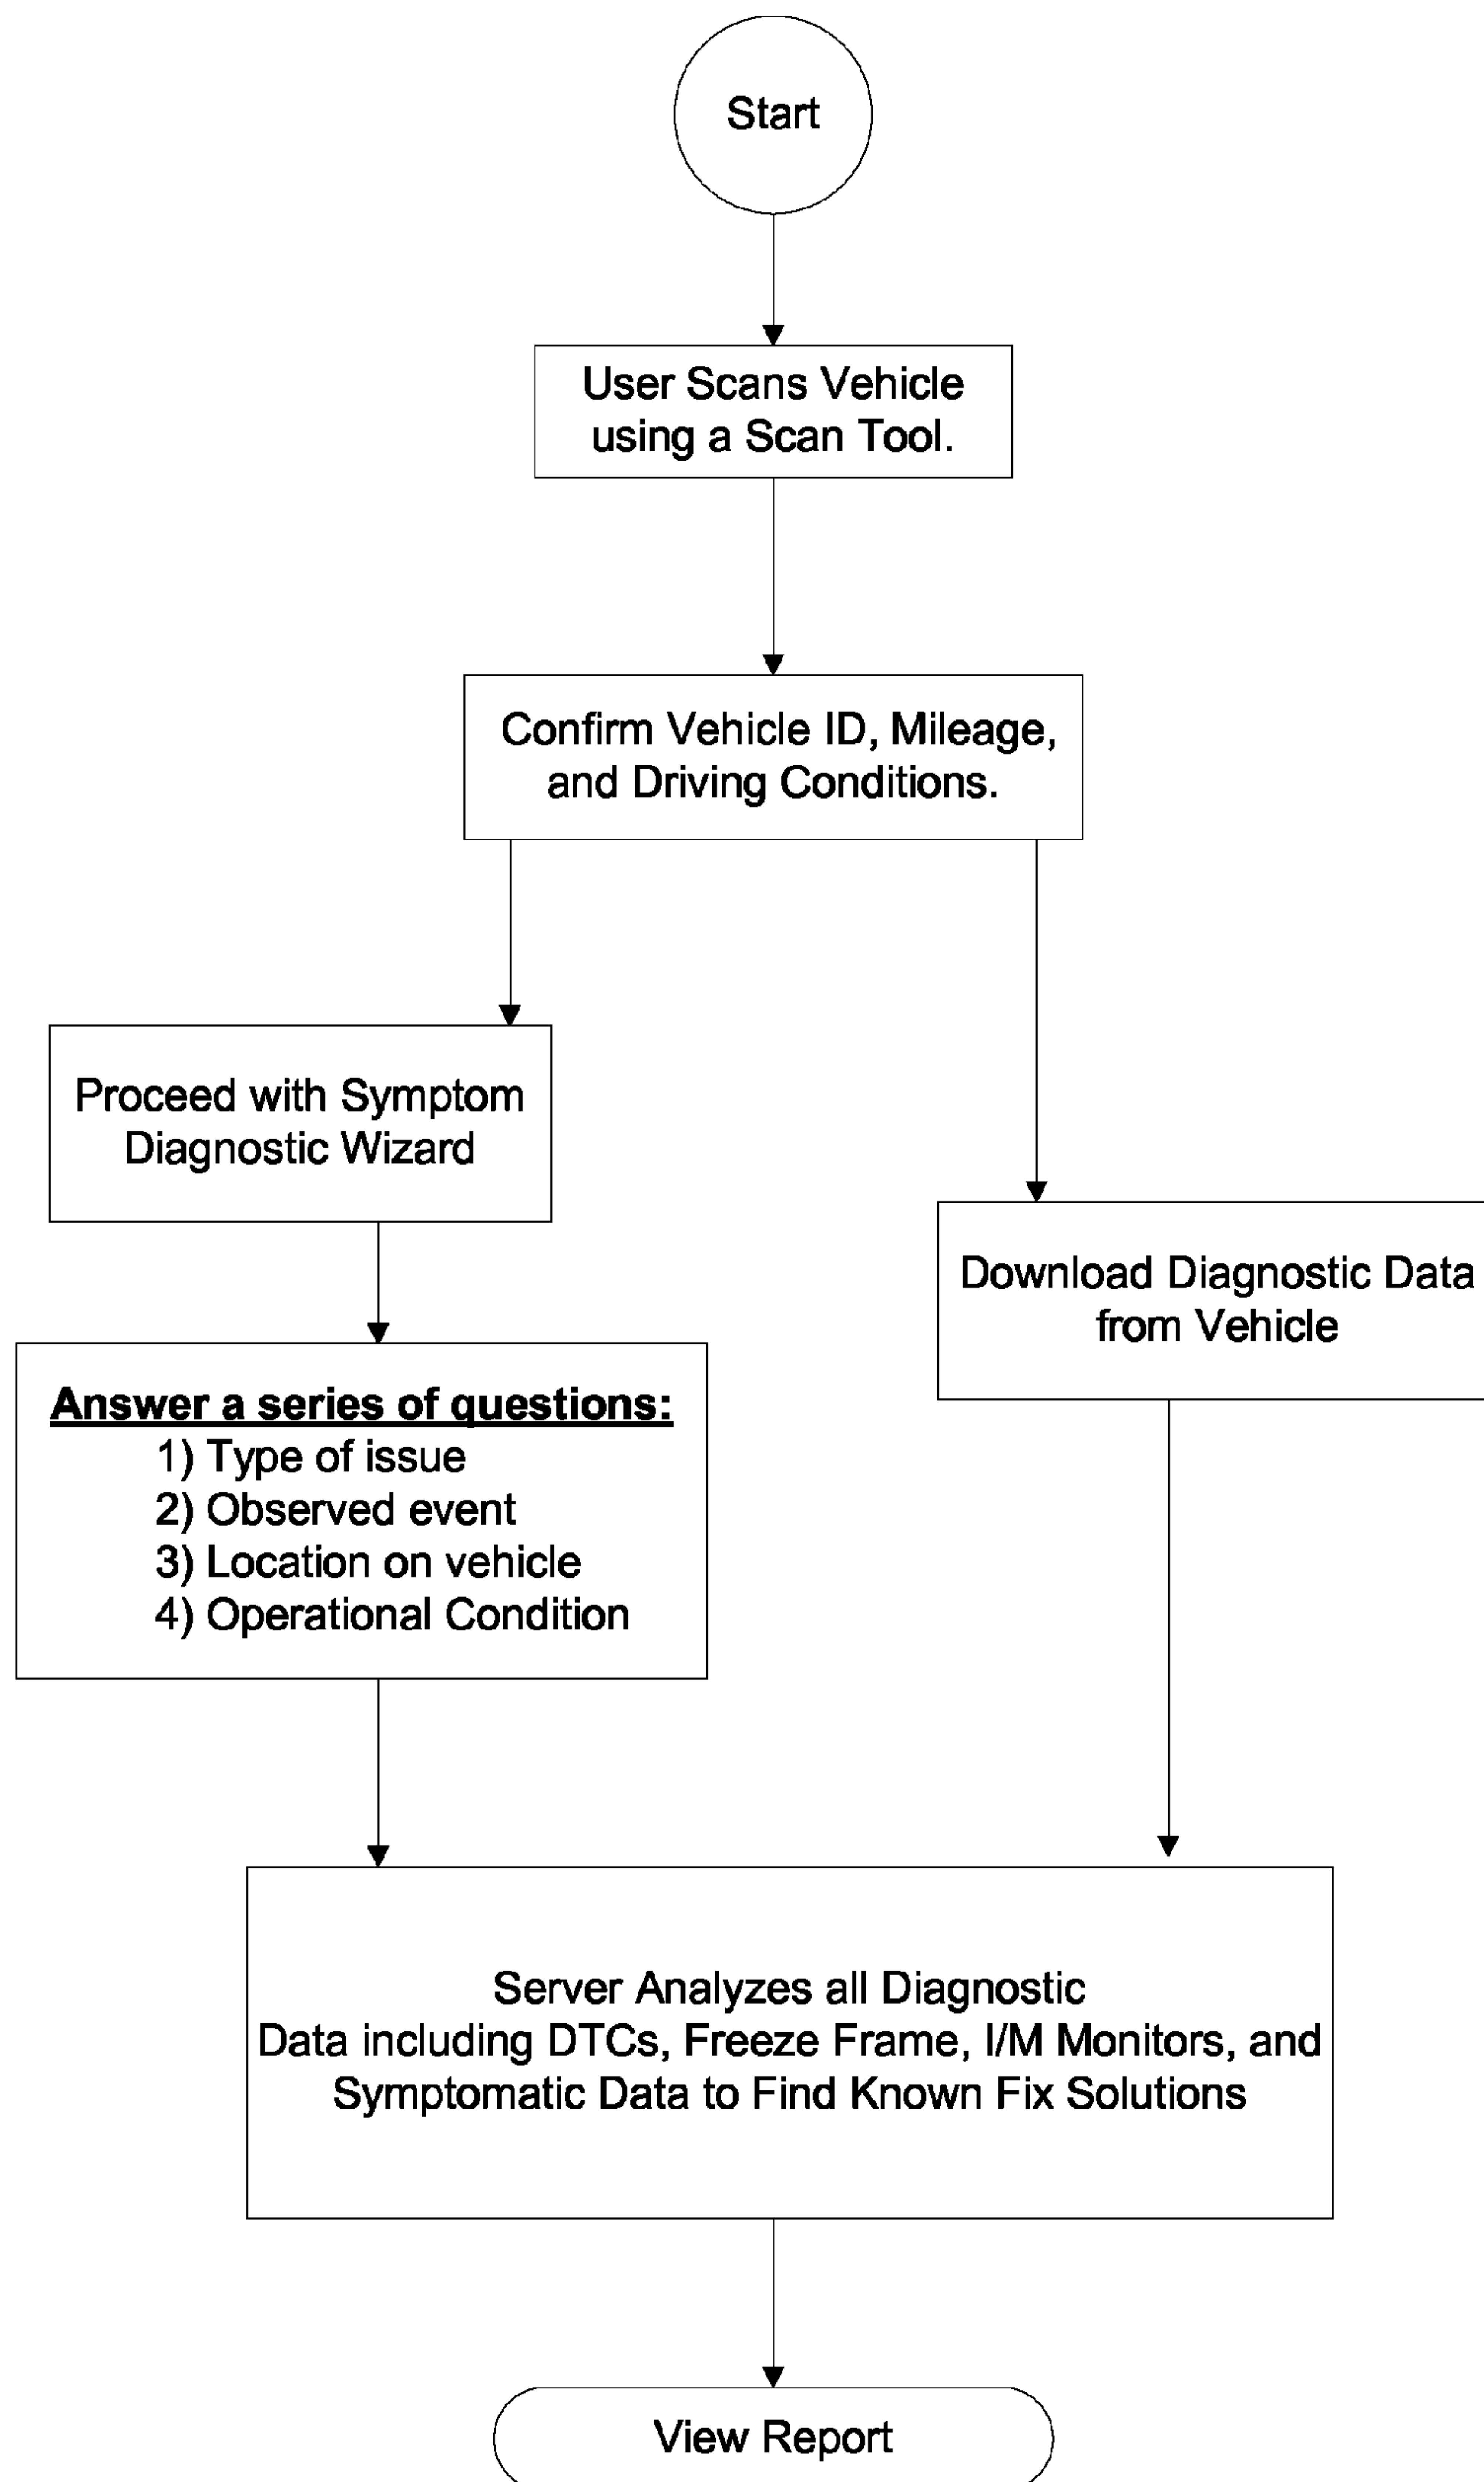 Start
User Scans Vehicle
using a Scan Tool.
Confirm Vehicle ID, Mileage,
and Driving Conditions.
Proceed with Symptom
Diagnostic Wizard
Download Diagnostic Data
from Vehicle
Answer a series of questions:
1) Type of issue
2) Observed event
3) Location on vehicle
4) Operational Condition
Server Analyzes all Diagnostic
Data including DTCs, Freeze Frame, I/M Monitors, and
Symptomatic Data to Find Known Fix Solutions
View Report